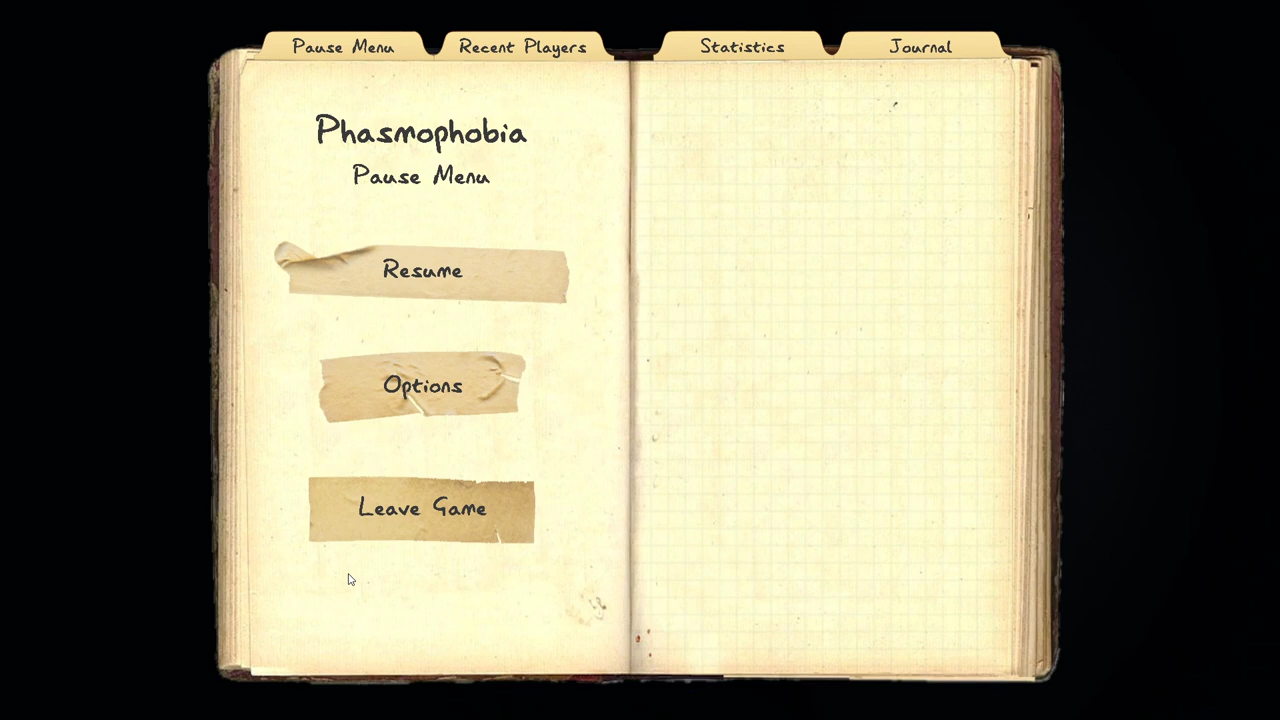 Pause Menu
Recent Players
Statistics
Journal
Phasmophobia
Pause Menu
Resume
Options
Leave Game